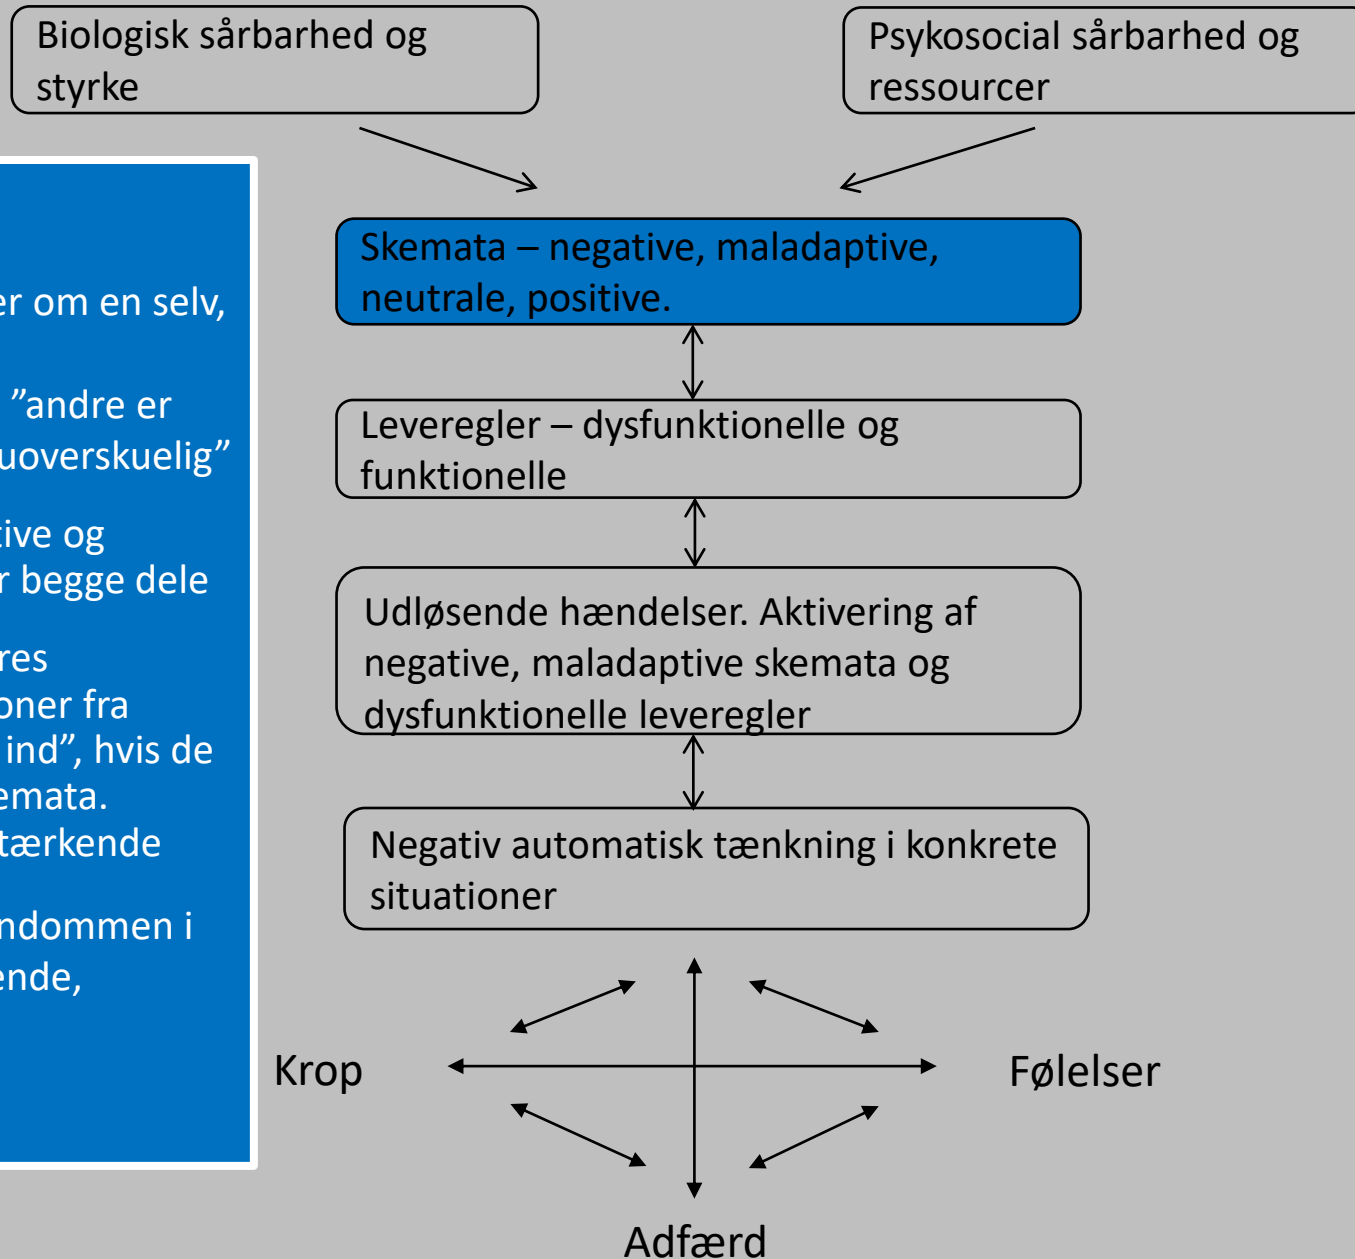 Biologisk sårbarhed og
styrke
Psykosocial sårbarhed og
ressourcer
er om en selv,
”andre er
uoverskuelig”
tive og
r begge dele
res
oner fra
ind”, hvis de
emata.
tærkende
ndommen i
ende,
Skemata – negative, maladaptive,
neutrale, positive.
Leveregler – dysfunktionelle og
funktionelle
Udløsende hændelser. Aktivering af
negative, maladaptive skemata og
dysfunktionelle leveregler
Negativ automatisk tænkning i konkrete
situationer
Krop
Følelser
Adfærd